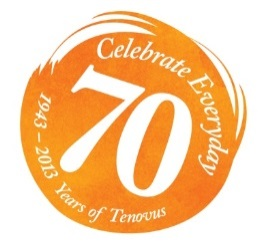 Celebrate Everyday
70
1943 – 2013 Years of Tenovus